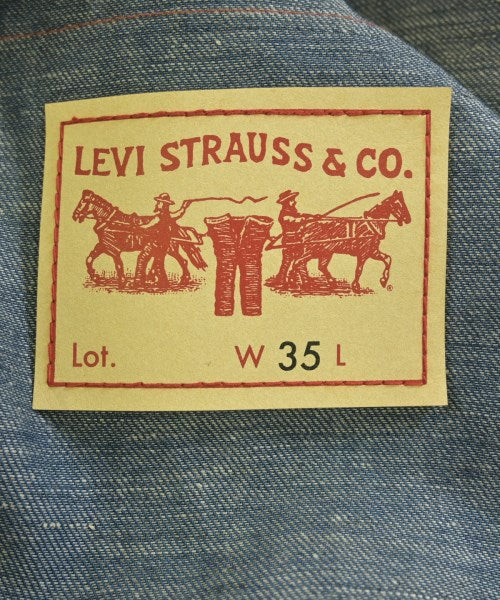 LEVI STRAUSS & CO.
®
Lot. W 35 L